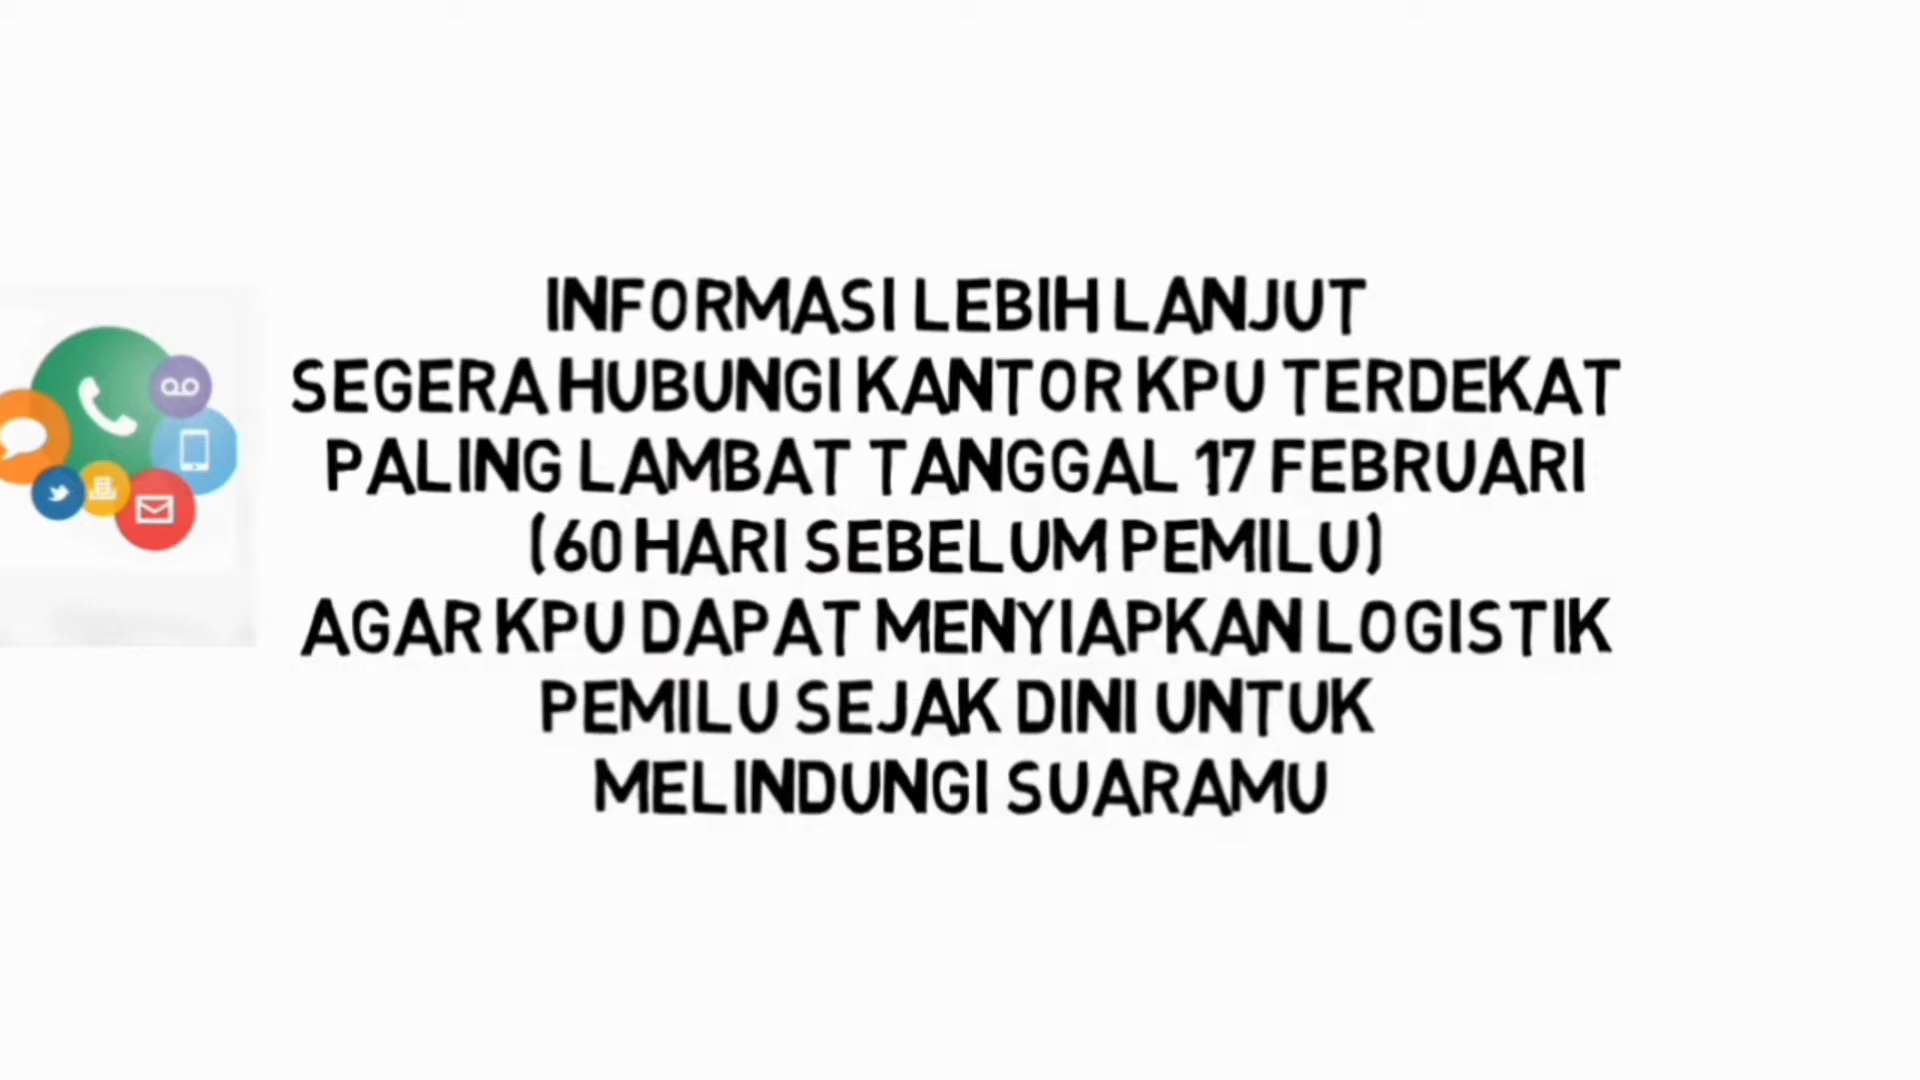 INFORMASI LEBIH LANJUT
SEGERA HUBUNGI KANTOR KPU TERDEKAT
PALING LAMBAT TANGGAL 17 FEBRUARI
(60 HARI SEBELUM PEMILU)
AGAR KPU DAPAT MENYIAPKAN LOGISTIK
PEMILU SEJAK DINI UNTUK
MELINDUNGI SUARAMU